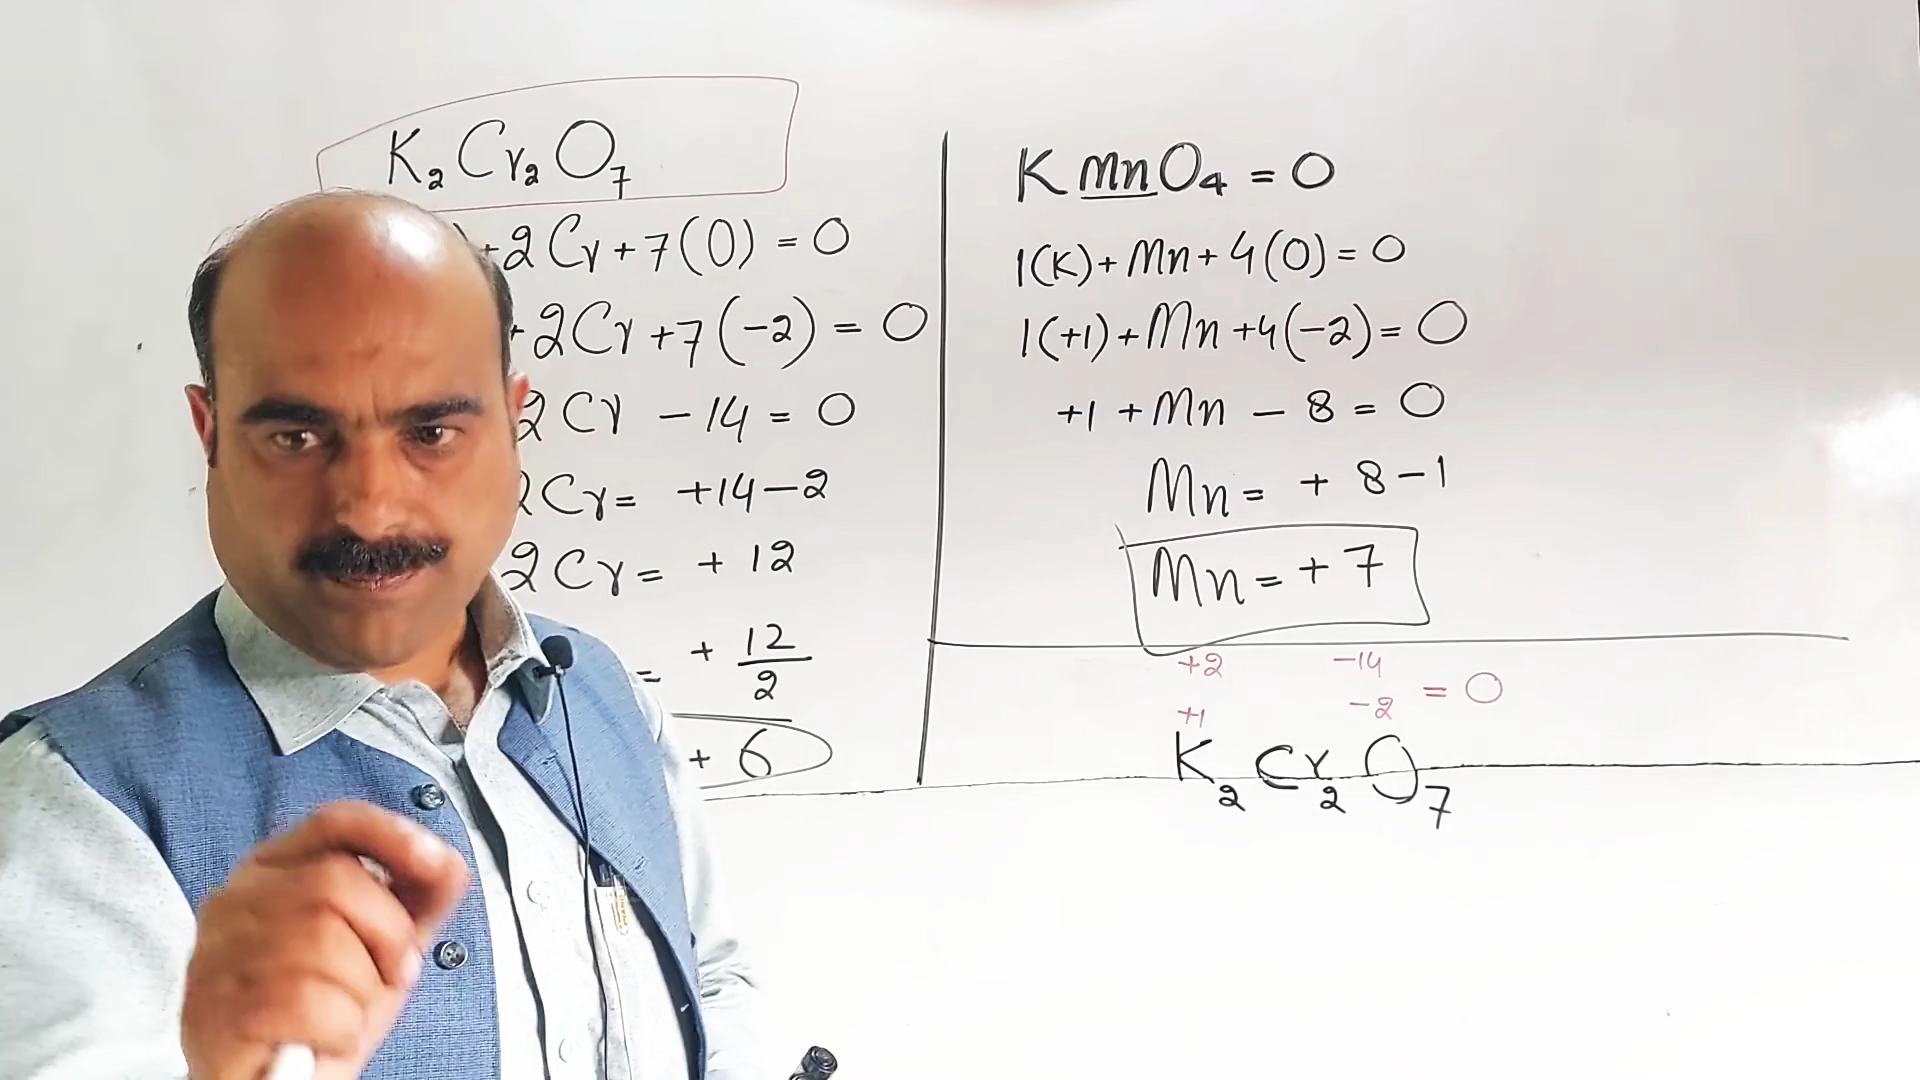 K₂Cr₂O₇
) +2Cr + 7(O) = 0
+2Cr + 7(-2) = 0
2Cr - 14 = 0
2Cr = +14-2
2Cr = + 12
= + 12/2
+ 6
KmnO₄ = 0
1(K) + Mn + 4(O) = 0
1(+1) + Mn + 4(-2) = 0
+1 + Mn - 8 = 0
Mn = + 8 - 1
Mn = + 7
+2 -14
+1 -2 = 0
K₂Cr₂O₇